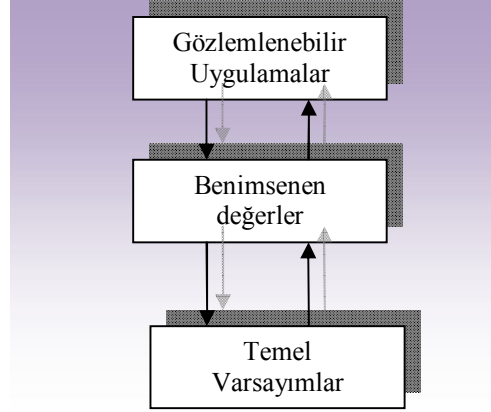 Gözlemlenebilir
Uygulamalar
Benimsenen
değerler
Temel
Varsayımlar